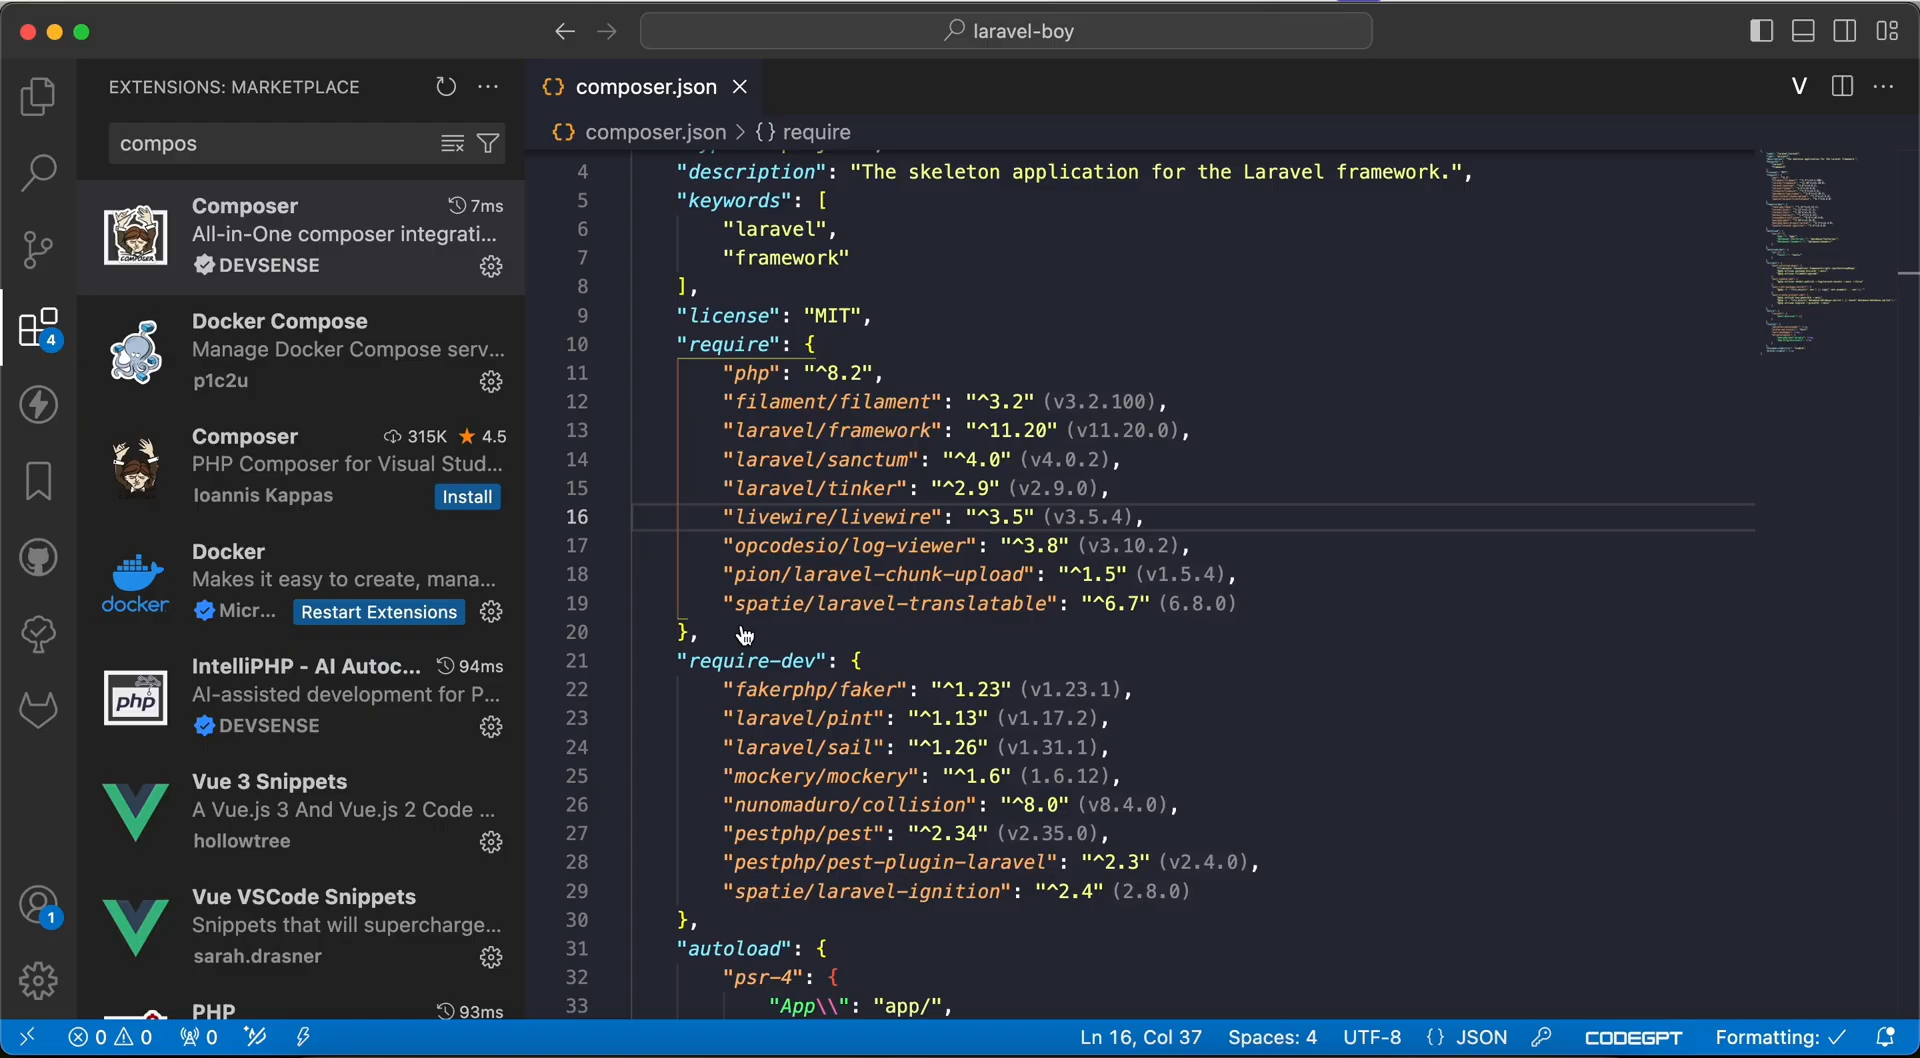 laravel-boy
EXTENSIONS: MARKETPLACE
compos
Composer 7ms
All-in-One composer integrati...
DEVSENSE
Docker Compose
Manage Docker Compose serv...
p1c2u
Composer 315K ★ 4.5
PHP Composer for Visual Stud...
Ioannis Kappas Install
Docker
Makes it easy to create, mana...
Micr... Restart Extensions
IntelliPHP - AI Autoc... 94ms
AI-assisted development for P...
DEVSENSE
Vue 3 Snippets
A Vue.js 3 And Vue.js 2 Code ...
hollowtree
Vue VSCode Snippets
Snippets that will supercharge...
sarah.drasner
PHP 93ms
4
1
docker
php
COMPOSER
{} composer.json ×
V
{} composer.json > {} require
4 "description": "The skeleton application for the Laravel framework.",
5 "keywords": [
6 "laravel",
7 "framework"
8 ],
9 "license": "MIT",
10 "require": {
11 "php": "^8.2",
12 "filament/filament": "^3.2" (v3.2.100),
13 "laravel/framework": "^11.20" (v11.20.0),
14 "laravel/sanctum": "^4.0" (v4.0.2),
15 "laravel/tinker": "^2.9" (v2.9.0),
16 "livewire/livewire": "^3.5" (v3.5.4),
17 "opcodesio/log-viewer": "^3.8" (v3.10.2),
18 "pion/laravel-chunk-upload": "^1.5" (v1.5.4),
19 "spatie/laravel-translatable": "^6.7" (6.8.0)
20 },
21 "require-dev": {
22 "fakerphp/faker": "^1.23" (v1.23.1),
23 "laravel/pint": "^1.13" (v1.17.2),
24 "laravel/sail": "^1.26" (v1.31.1),
25 "mockery/mockery": "^1.6" (1.6.12),
26 "nunomaduro/collision": "^8.0" (v8.4.0),
27 "pestphp/pest": "^2.34" (v2.35.0),
28 "pestphp/pest-plugin-laravel": "^2.3" (v2.4.0),
29 "spatie/laravel-ignition": "^2.4" (2.8.0)
30 },
31 "autoload": {
32 "psr-4": {
33 "App\\": "app/",
0 0 0 Ln 16, Col 37 Spaces: 4 UTF-8 {} JSON CODEGPT Formatting: ✓